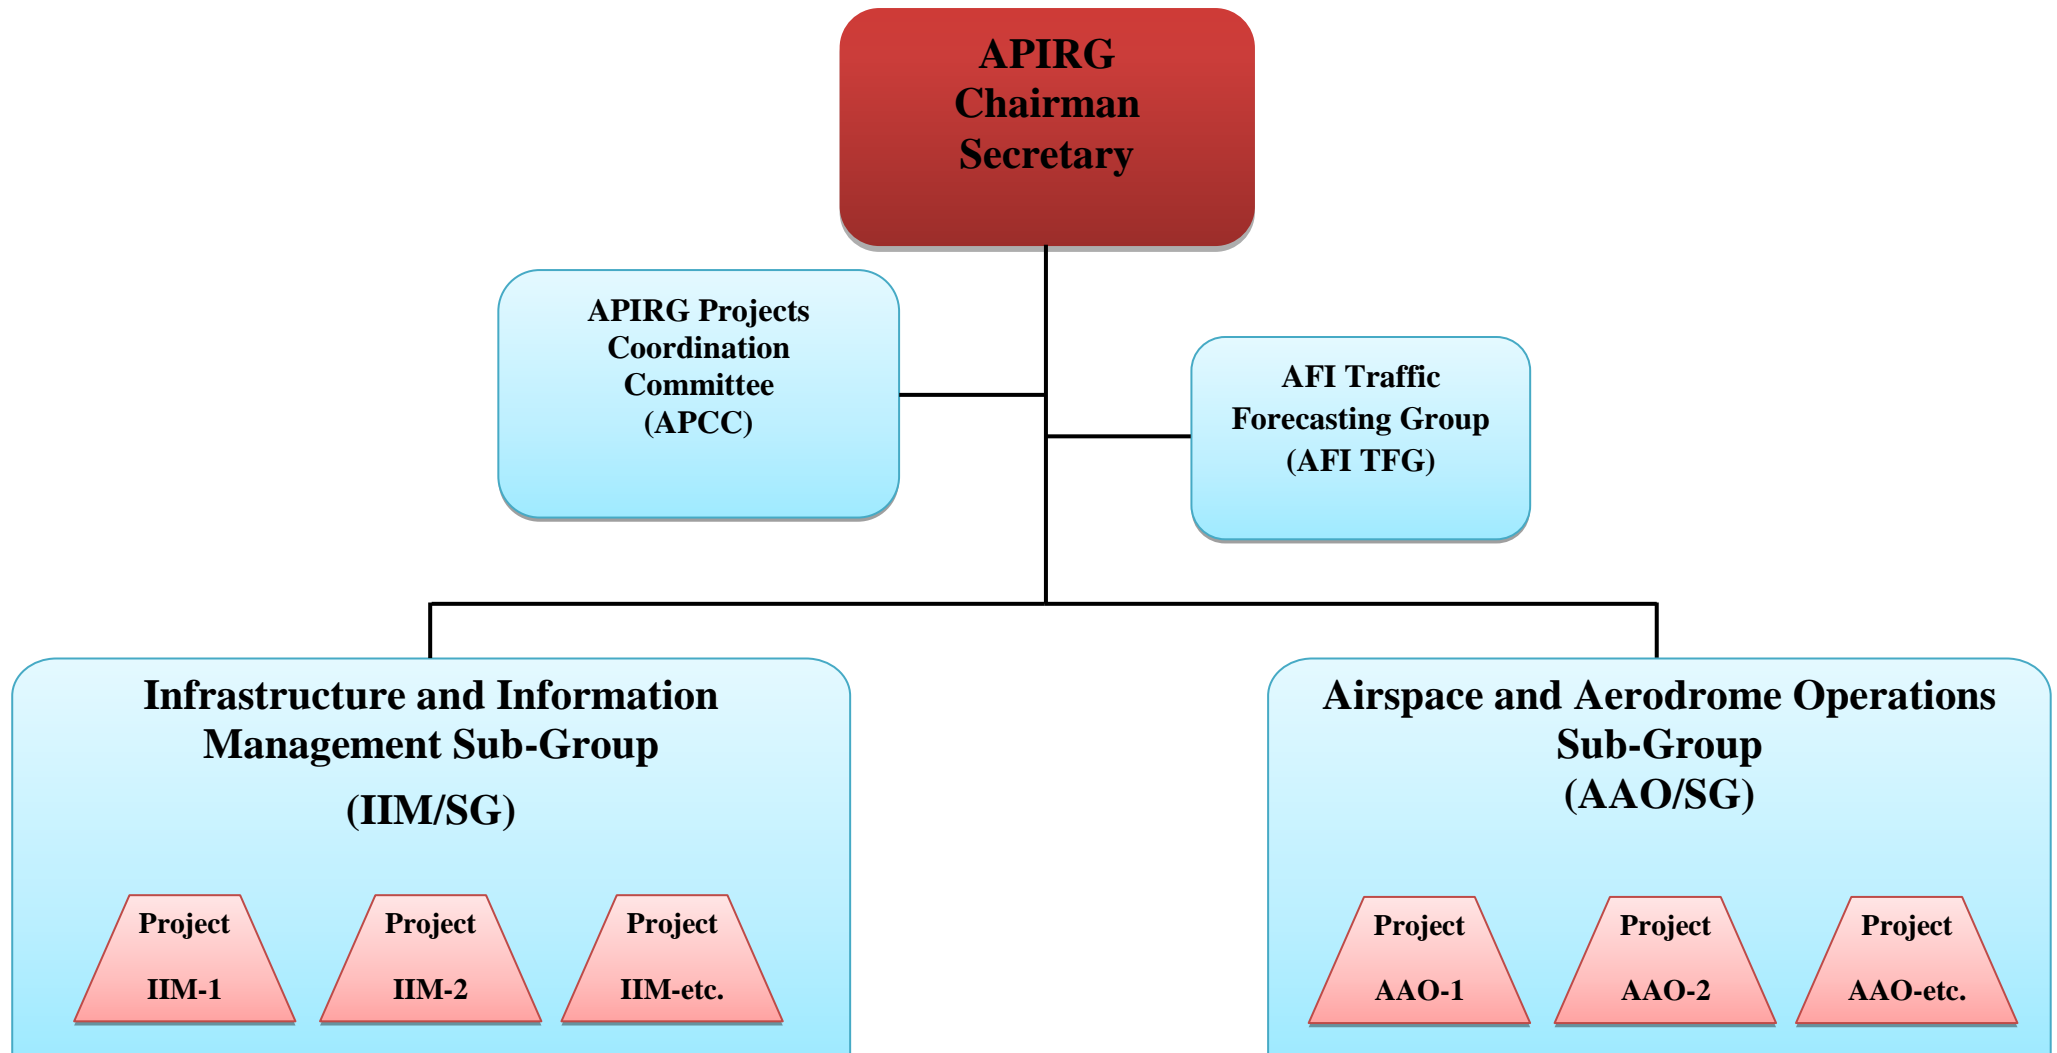 APIRG
Chairman
Secretary
APIRG Projects
Coordination
Committee
(APCC)
AFI Traffic
Forecasting Group
(AFI TFG)
Infrastructure and Information
Management Sub-Group
(IIM/SG)
Project
IIM-1
Project
IIM-2
Project
IIM-etc.
Airspace and Aerodrome Operations
Sub-Group
(AAO/SG)
Project
AAO-1
Project
AAO-2
Project
AAO-etc.